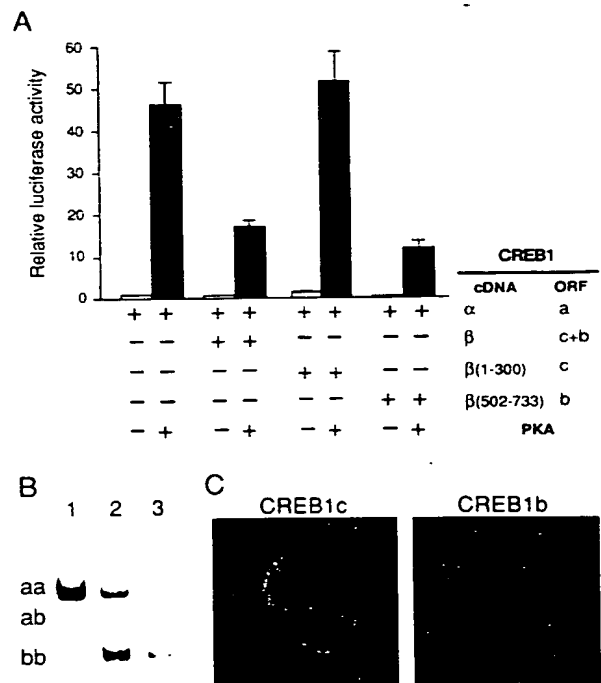 A
Relative luciferase activity
60
50
40
30
20
10
0
CREB1
cDNA ORF
+ + + + + + + + α a
− − + + − − − − β c+b
− − − − + + − − β(1-300) c
− − − − − − + + β(502-733) b
− + − + − + − + PKA
B
1 2 3
aa
ab
bb
C
CREB1c CREB1b